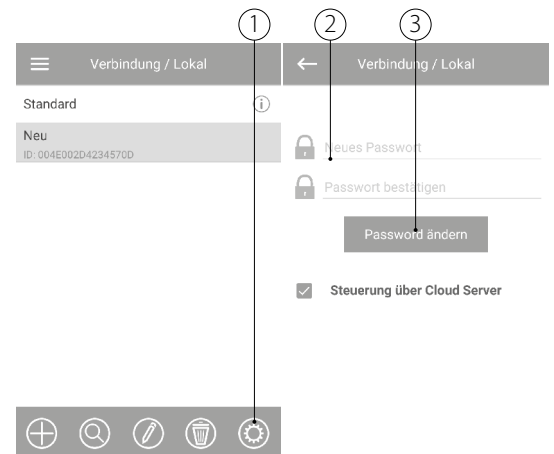 1
2
3
Verbindung / Lokal
Standard
i
Neu
ID: 004E002D4234570D
Verbindung / Lokal
Neues Passwort
Passwort bestätigen
Password ändern
Steuerung über Cloud Server